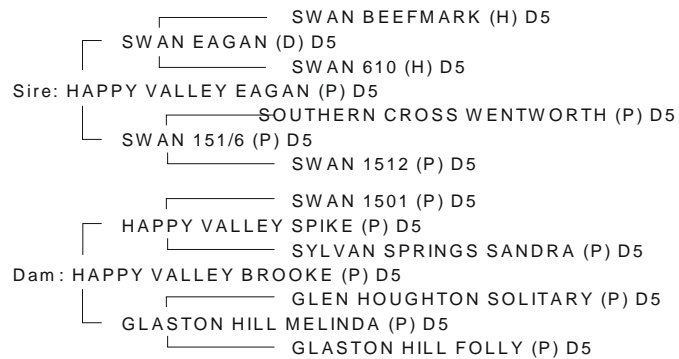 SWAN BEEFMARK (H) D5
SWAN EAGAN (D) D5
SWAN 610 (H) D5
Sire: HAPPY VALLEY EAGAN (P) D5
SOUTHERN CROSS WENTWORTH (P) D5
SWAN 151/6 (P) D5
SWAN 1512 (P) D5
SWAN 1501 (P) D5
HAPPY VALLEY SPIKE (P) D5
SYLVAN SPRINGS SANDRA (P) D5
Dam: HAPPY VALLEY BROOKE (P) D5
GLEN HOUGHTON SOLITARY (P) D5
GLASTON HILL MELINDA (P) D5
GLASTON HILL FOLLY (P) D5